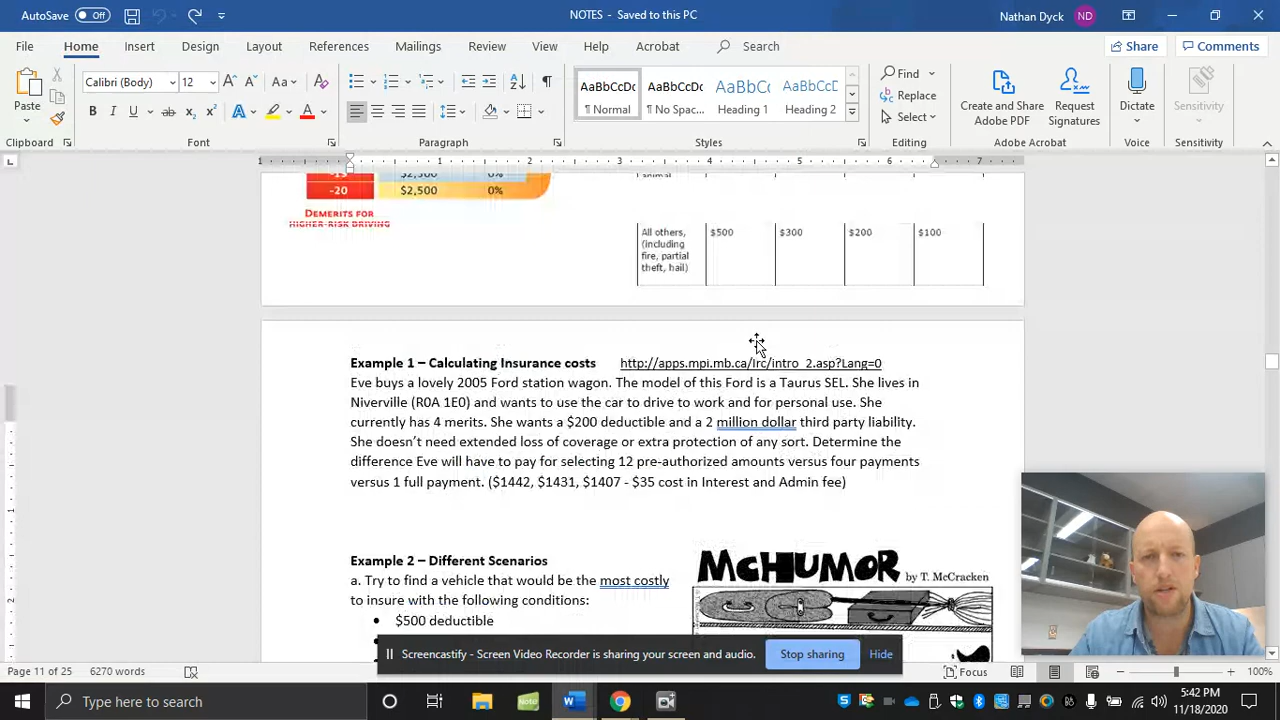 AutoSave Off
NOTES - Saved to this PC
Nathan Dyck ND
File Home Insert Design Layout References Mailings Review View Help Acrobat Search Share Comments
Calibri (Body) 12
Paste
AaBbCcDc AaBbCcDc AaBbCc AaBbCcD
¶ Normal ¶ No Spac... Heading 1 Heading 2
Find
Replace
Select
Create and Share Adobe PDF
Request Signatures
Dictate
Sensitivity
Clipboard Font Paragraph Styles Editing Adobe Acrobat Voice Sensitivity
-20 $2,500 0%
DEMERITS FOR
HIGHER-RISK DRIVING
animal
All others, (including fire, partial theft, hail) $500 $300 $200 $100
Example 1 – Calculating Insurance costs http://apps.mpi.mb.ca/Irc/intro_2.asp?Lang=0
Eve buys a lovely 2005 Ford station wagon. The model of this Ford is a Taurus SEL. She lives in
Niverville (R0A 1E0) and wants to use the car to drive to work and for personal use. She
currently has 4 merits. She wants a $200 deductible and a 2 million dollar third party liability.
She doesn't need extended loss of coverage or extra protection of any sort. Determine the
difference Eve will have to pay for selecting 12 pre-authorized amounts versus four payments
versus 1 full payment. ($1442, $1431, $1407 - $35 cost in Interest and Admin fee)
Example 2 – Different Scenarios
a. Try to find a vehicle that would be the most costly
to insure with the following conditions:
• $500 deductible
McHUMOR by T. McCracken
Screencastify - Screen Video Recorder is sharing your screen and audio.
Stop sharing
Hide
Page 11 of 25 6270 words
Focus
100%
Type here to search
5:42 PM
11/18/2020